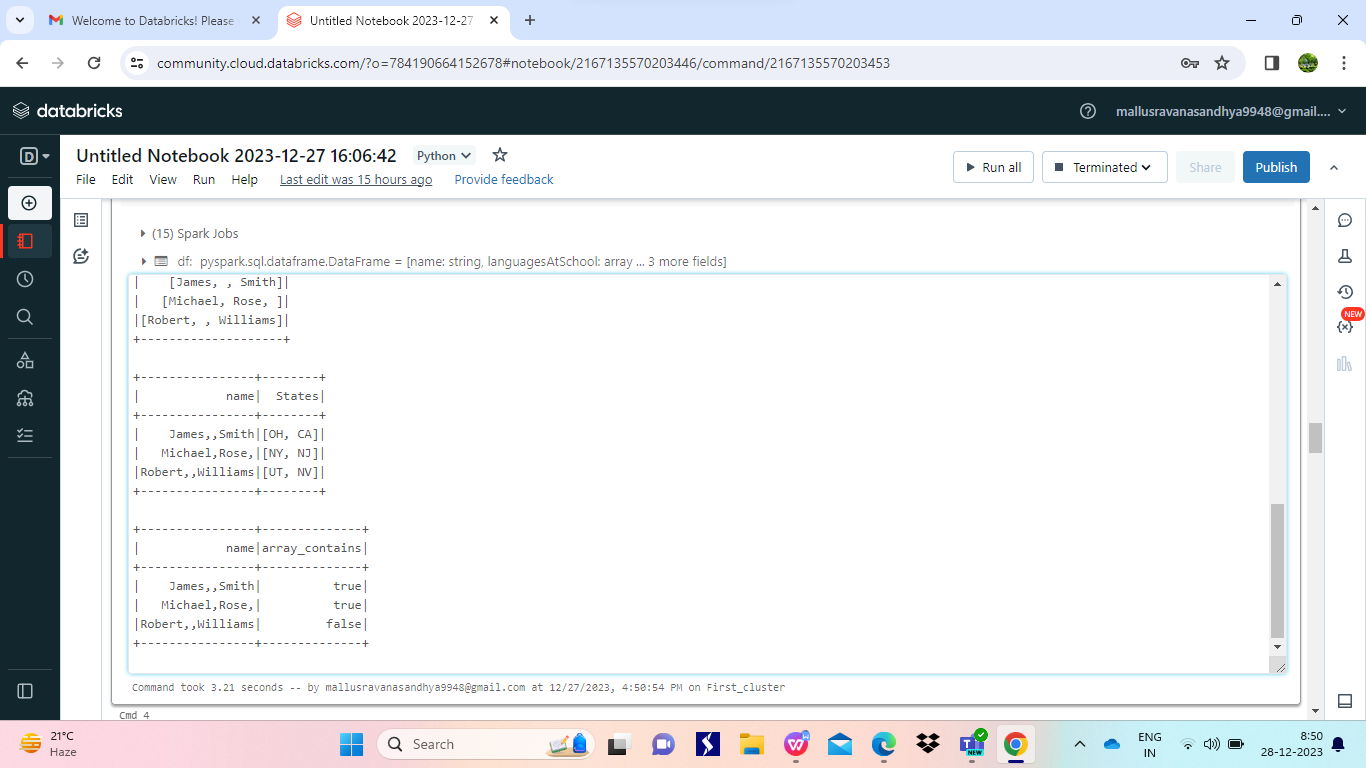 Welcome to Databricks! Please
Untitled Notebook 2023-12-27
community.cloud.databricks.com/?o=784190664152678#notebook/2167135570203446/command/2167135570203453
databricks
mallusravanasandhya9948@gmail....
D
Untitled Notebook 2023-12-27 16:06:42
Python
File Edit View Run Help Last edit was 15 hours ago Provide feedback
Run all
Terminated
Share
Publish
(15) Spark Jobs
df: pyspark.sql.dataframe.DataFrame = [name: string, languagesAtSchool: array ... 3 more fields]
|    [James, , Smith]|
|   [Michael, Rose, ]|
|[Robert, , Williams]|
+--------------------+
+----------------+--------+
|            name|  States|
+----------------+--------+
|    James,,Smith|[OH, CA]|
|   Michael,Rose,|[NY, NJ]|
|Robert,,Williams|[UT, NV]|
+----------------+--------+
+----------------+--------------+
|            name|array_contains|
+----------------+--------------+
|    James,,Smith|          true|
|   Michael,Rose,|          true|
|Robert,,Williams|         false|
+----------------+--------------+
Command took 3.21 seconds -- by mallusravanasandhya9948@gmail.com at 12/27/2023, 4:50:54 PM on First_cluster
Cmd 4
NEW
21°C
Haze
Search
NEW
ENG
IN
8:50
28-12-2023